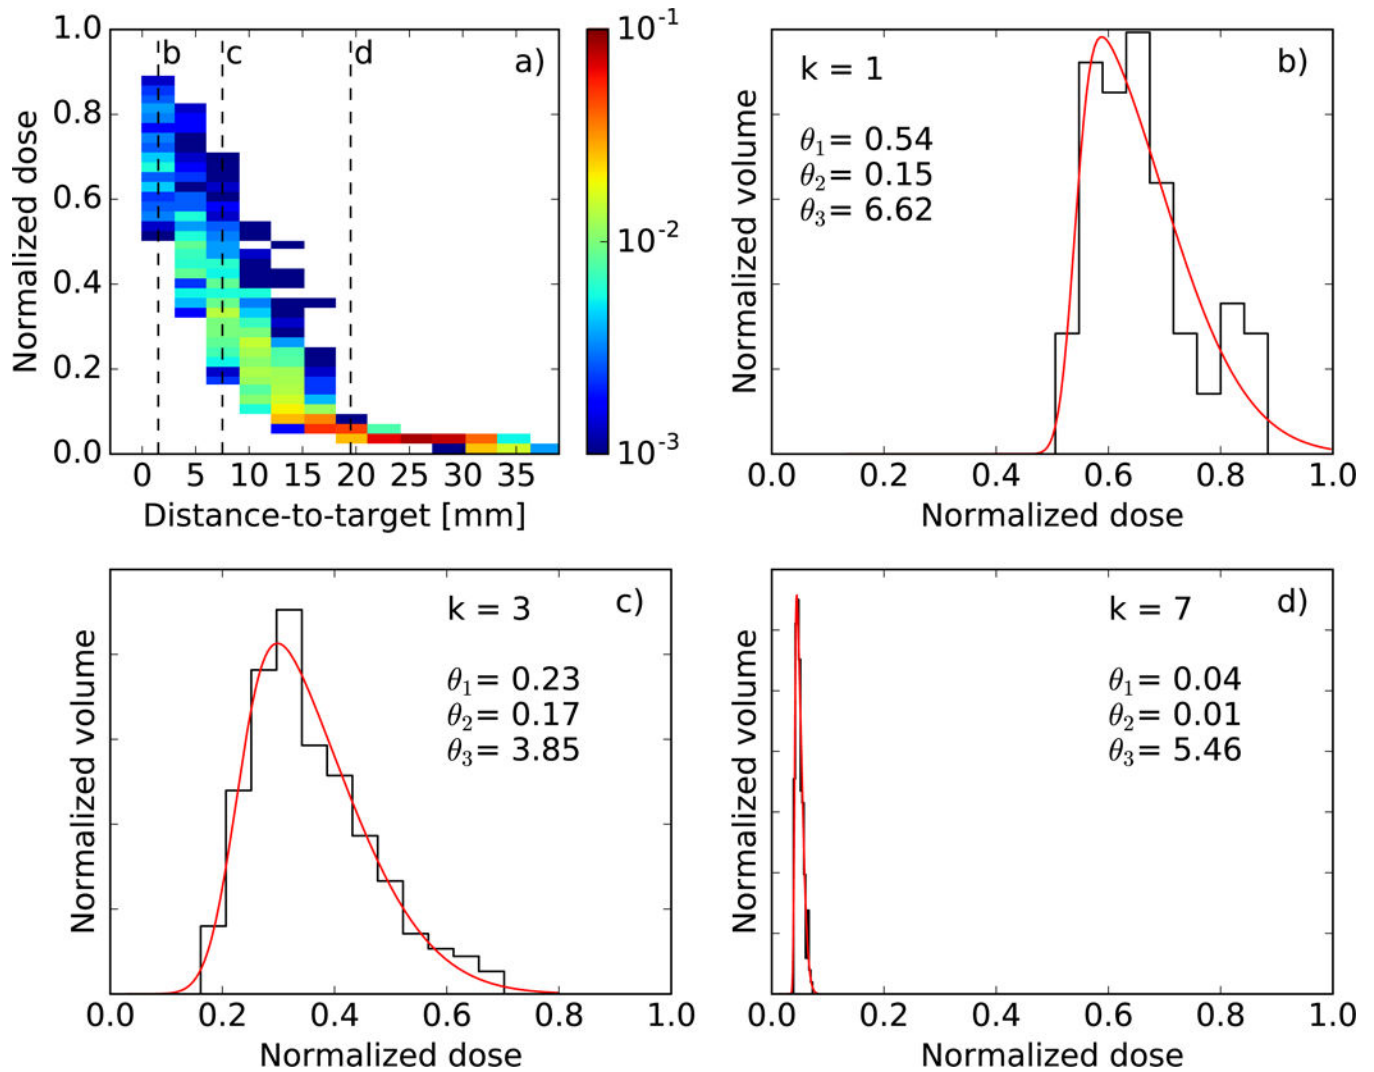 1.0
0.8
0.6
0.4
0.2
0.0
Normalized dose
b
c
d
a)
0 5 10 15 20 25 30 35
Distance-to-target [mm]
10⁻¹
10⁻²
10⁻³
k = 1
b)
θ₁= 0.54
θ₂= 0.15
θ₃= 6.62
Normalized volume
0.0 0.2 0.4 0.6 0.8 1.0
Normalized dose
k = 3
c)
θ₁= 0.23
θ₂= 0.17
θ₃= 3.85
Normalized volume
0.0 0.2 0.4 0.6 0.8 1.0
Normalized dose
k = 7
d)
θ₁= 0.04
θ₂= 0.01
θ₃= 5.46
Normalized volume
0.0 0.2 0.4 0.6 0.8 1.0
Normalized dose